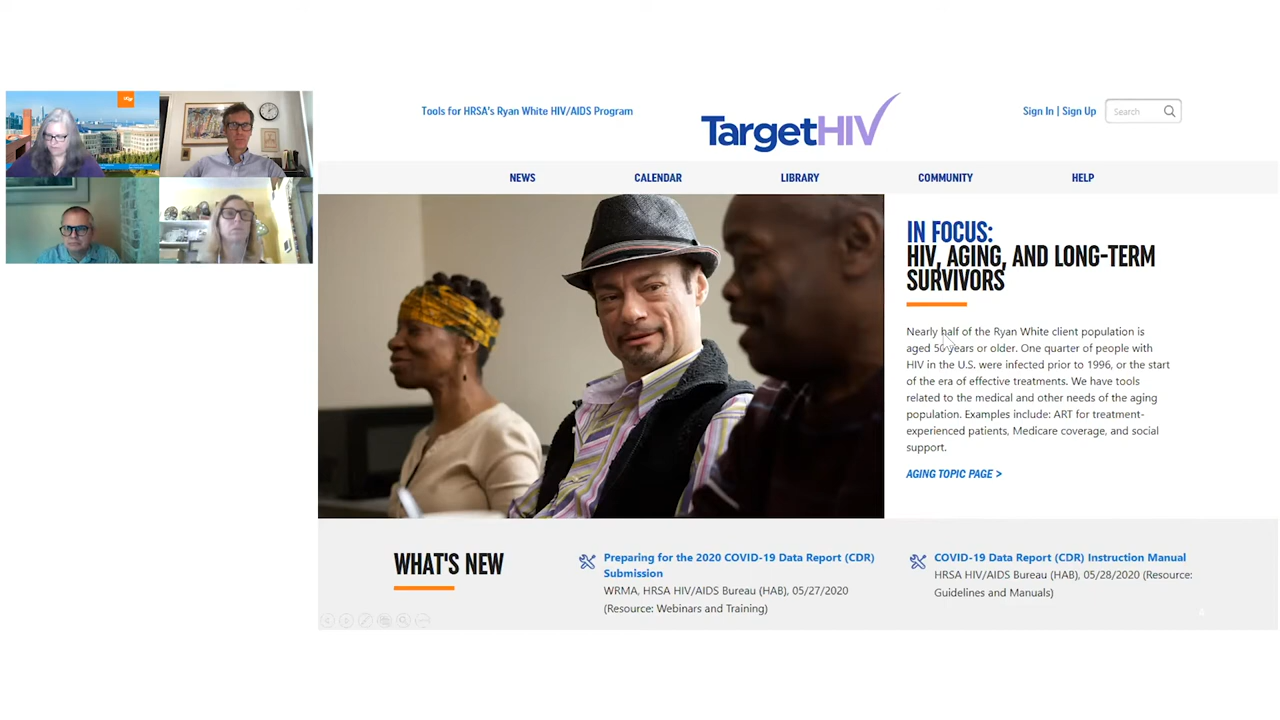 Tools for HRSA's Ryan White HIV/AIDS Program
TargetHIV
Sign In | Sign Up
Search
NEWS
CALENDAR
LIBRARY
COMMUNITY
HELP
IN FOCUS:
HIV, AGING, AND LONG-TERM
SURVIVORS
Nearly half of the Ryan White client population is
aged 50 years or older. One quarter of people with
HIV in the U.S. were infected prior to 1996, or the start
of the era of effective treatments. We have tools
related to the medical and other needs of the aging
population. Examples include: ART for treatment-
experienced patients, Medicare coverage, and social
support.
AGING TOPIC PAGE >
WHAT'S NEW
Preparing for the 2020 COVID-19 Data Report (CDR)
Submission
WRMA, HRSA HIV/AIDS Bureau (HAB), 05/27/2020
(Resource: Webinars and Training)
COVID-19 Data Report (CDR) Instruction Manual
HRSA HIV/AIDS Bureau (HAB), 05/28/2020 (Resource:
Guidelines and Manuals)